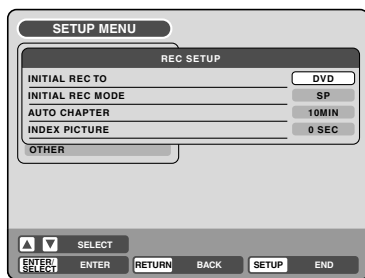 SETUP MENU
REC SETUP
INITIAL REC TO DVD
INITIAL REC MODE SP
AUTO CHAPTER 10MIN
INDEX PICTURE 0 SEC
OTHER
SELECT
ENTER/SELECT ENTER RETURN BACK SETUP END